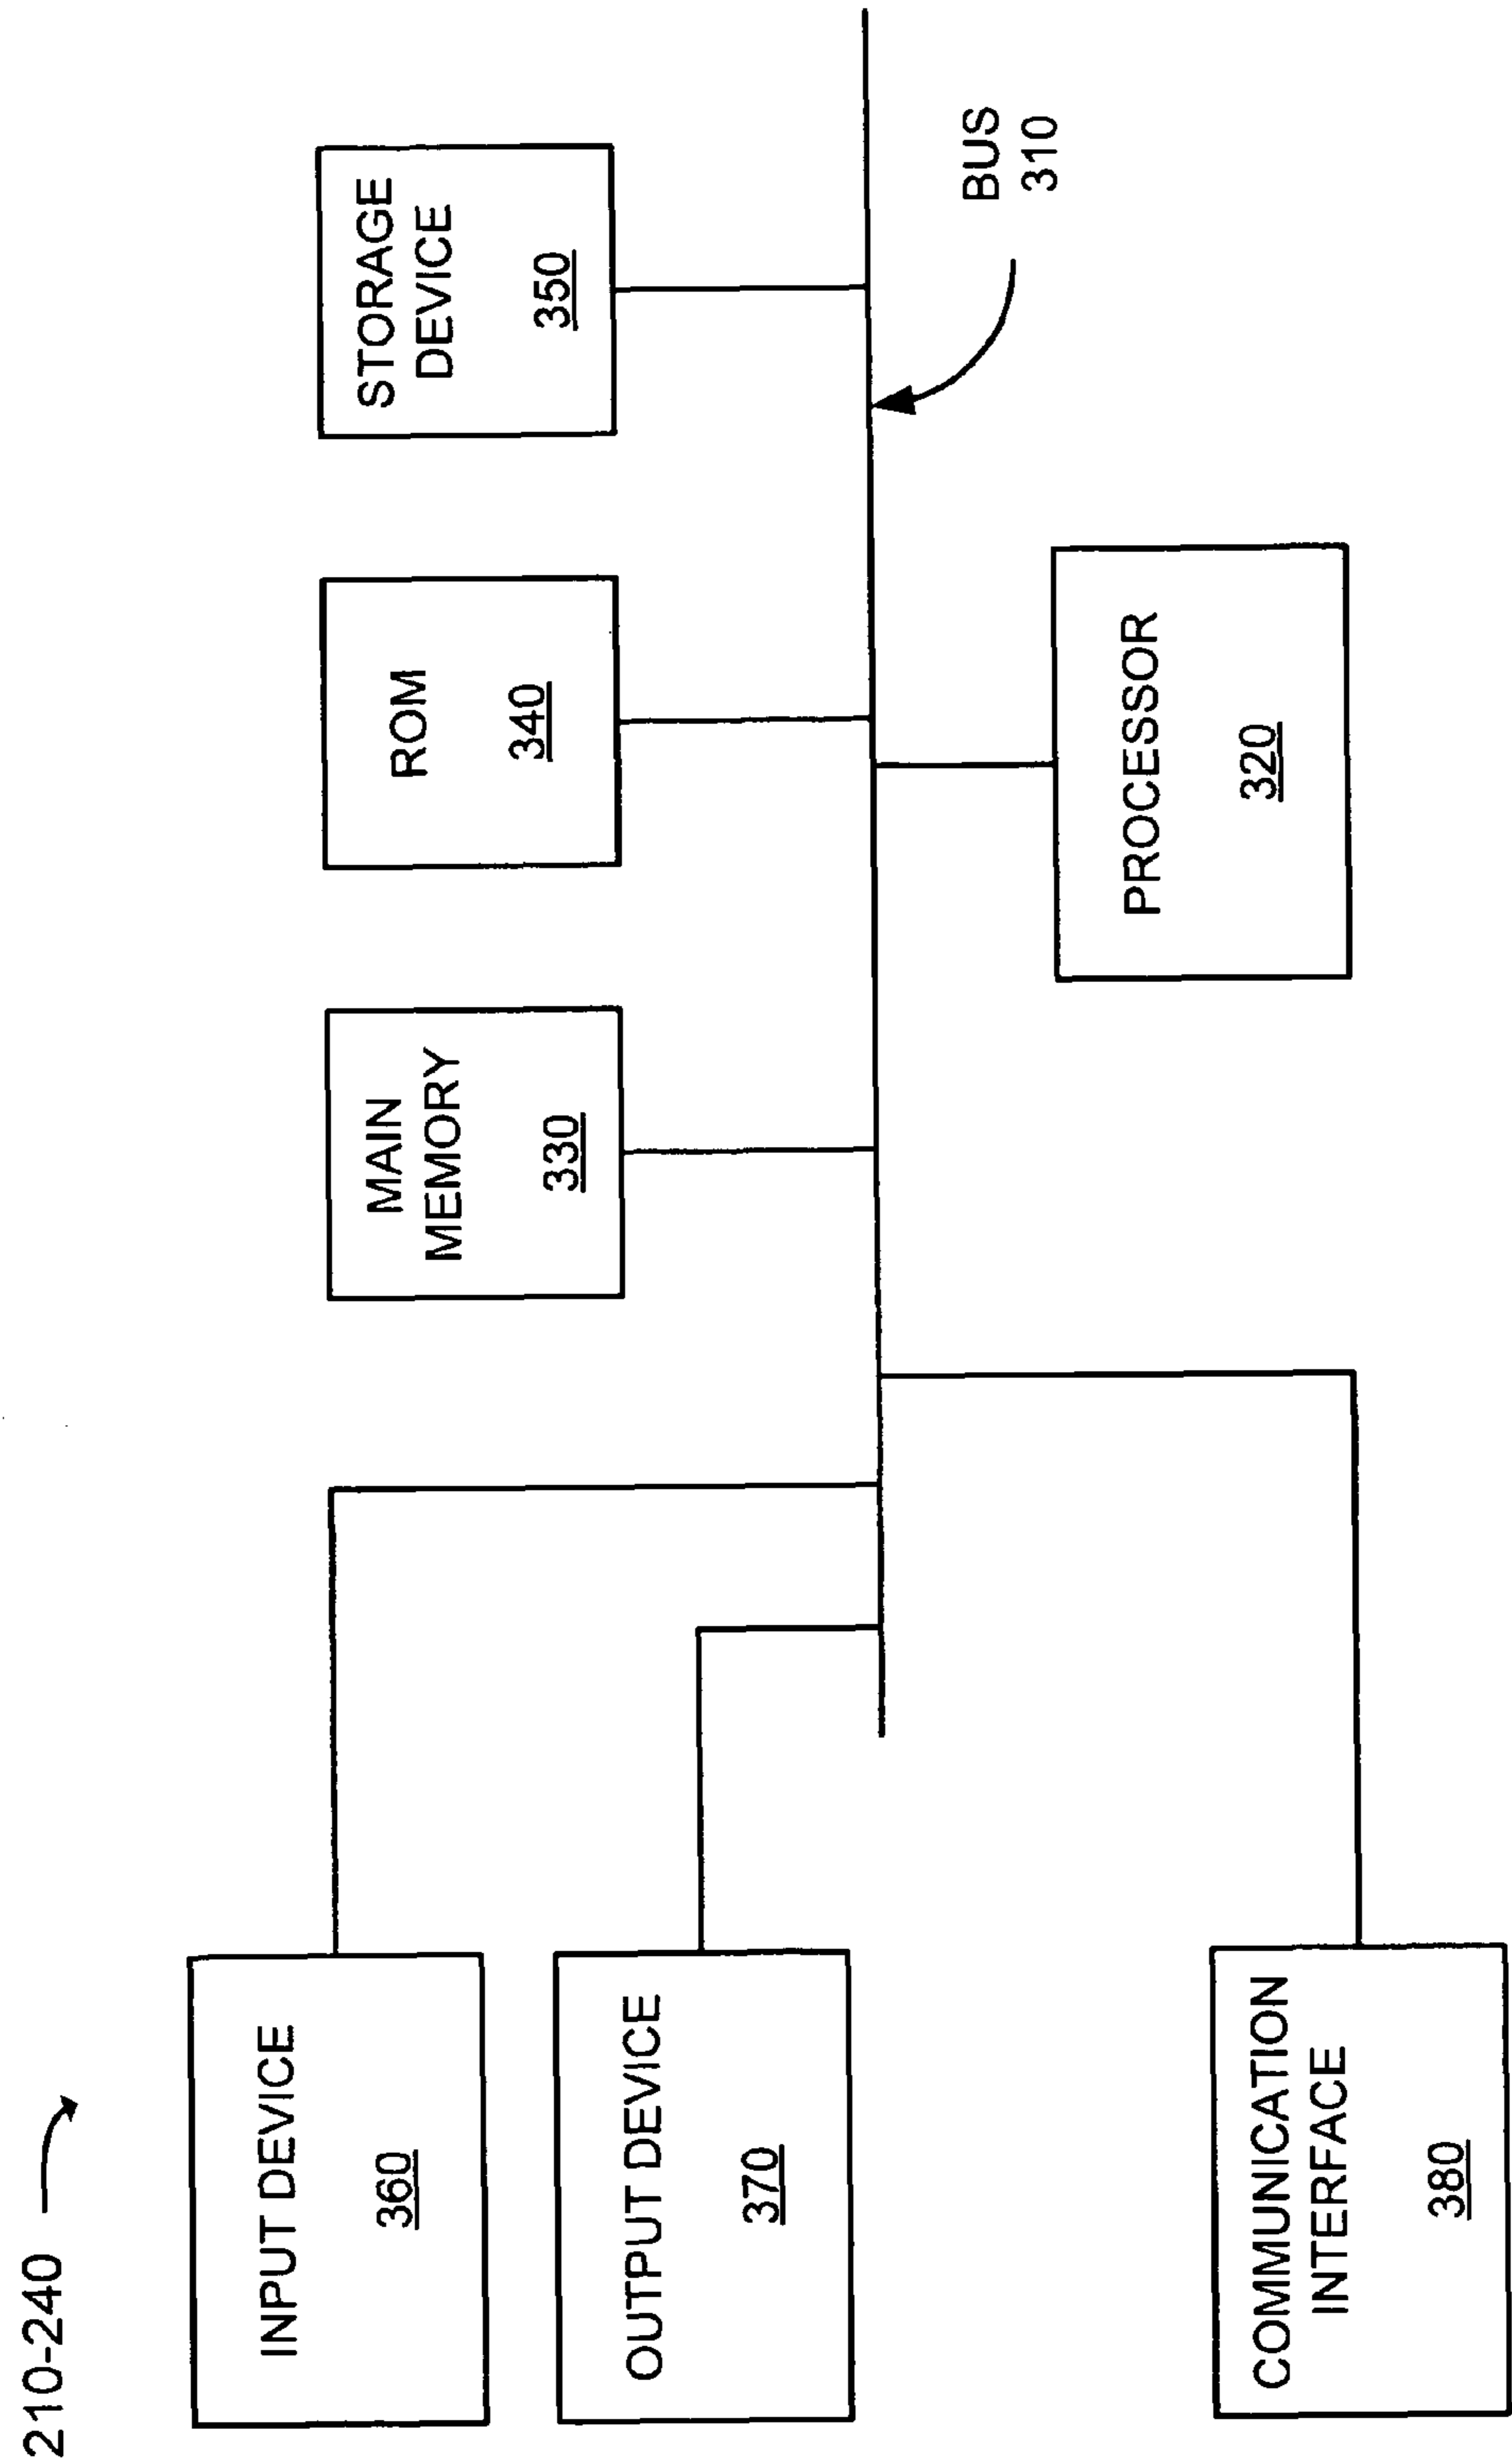 210-240
INPUT DEVICE
360
OUTPUT DEVICE
370
COMMUNICATION
INTERFACE
380
MAIN
MEMORY
330
ROM
340
STORAGE
DEVICE
350
PROCESSOR
320
BUS
310